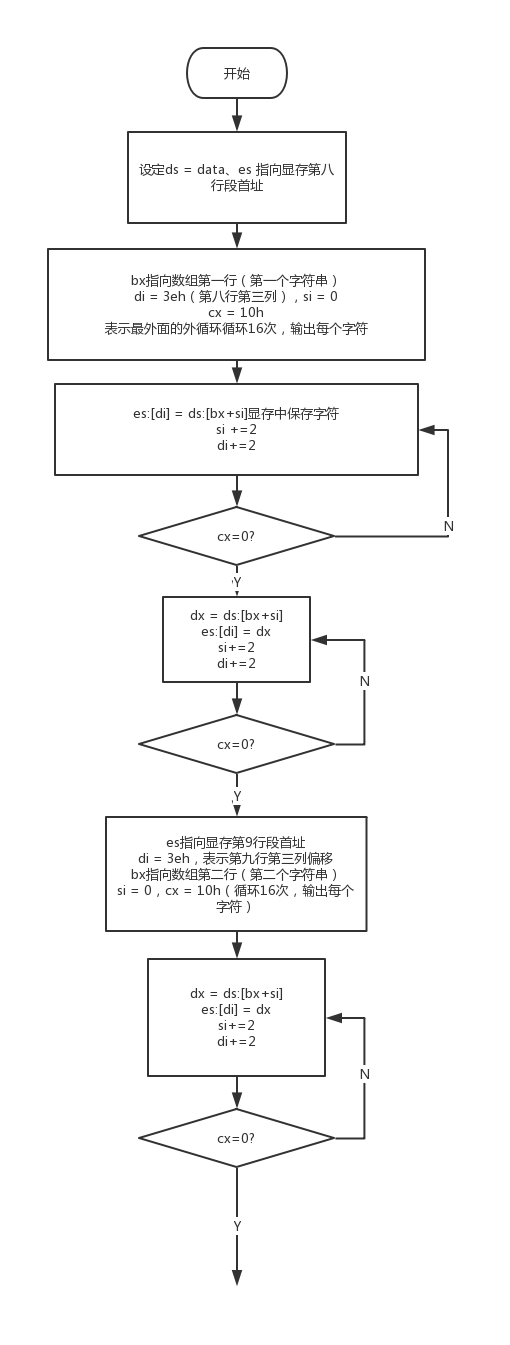 开始
设定ds = data、es 指向显存第八
行段首址
bx指向数组第一行（第一个字符串）
di = 3eh（第八行第三列）, si = 0
cx = 10h
表示最外面的外循环循环16次，输出每个字符
es:[di] = ds:[bx+si]显存中保存字符
si +=2
di+=2
cx=0?
N
Y
dx = ds:[bx+si]
es:[di] = dx
si+=2
di+=2
N
cx=0?
Y
es指向显存第9行段首址
di = 3eh，表示第九行第三列偏移
bx指向数组第二行（第二个字符串）
si = 0，cx = 10h（循环16次，输出每个
字符）
dx = ds:[bx+si]
es:[di] = dx
si+=2
di+=2
N
cx=0?
Y